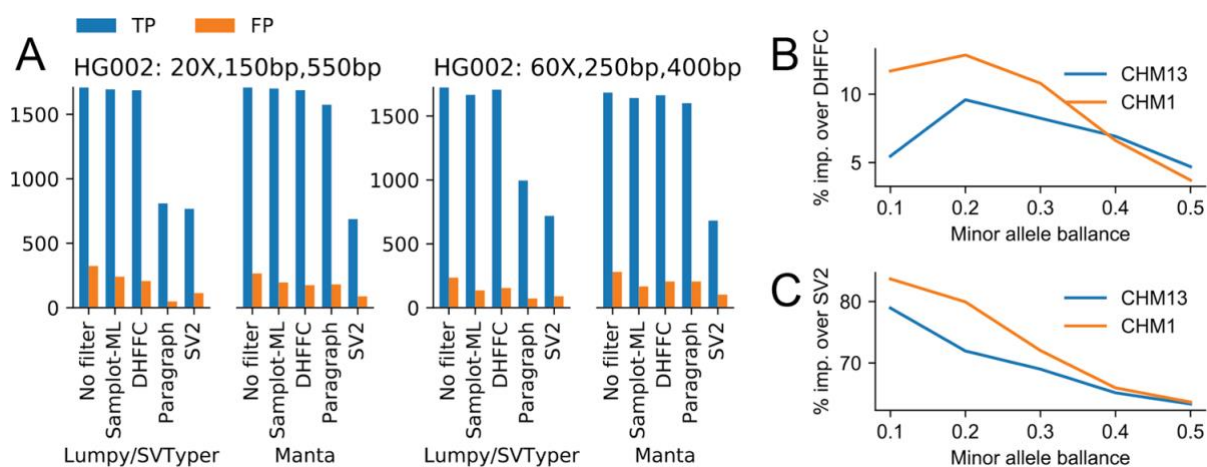 TP FP
A
HG002: 20X,150bp,550bp
1500
1000
500
0
No filter
Samplot-ML
DHFFC
Paragraph
SV2
Lumpy/SVTyper
No filter
Samplot-ML
DHFFC
Paragraph
SV2
Manta
HG002: 60X,250bp,400bp
1500
1000
500
0
No filter
Samplot-ML
DHFFC
Paragraph
SV2
Lumpy/SVTyper
No filter
Samplot-ML
DHFFC
Paragraph
SV2
Manta
B
% imp. over DHFFC
10
5
CHM13
CHM1
0.1 0.2 0.3 0.4 0.5
Minor allele ballance
C
% imp. over SV2
80
70
CHM13
CHM1
0.1 0.2 0.3 0.4 0.5
Minor allele ballance